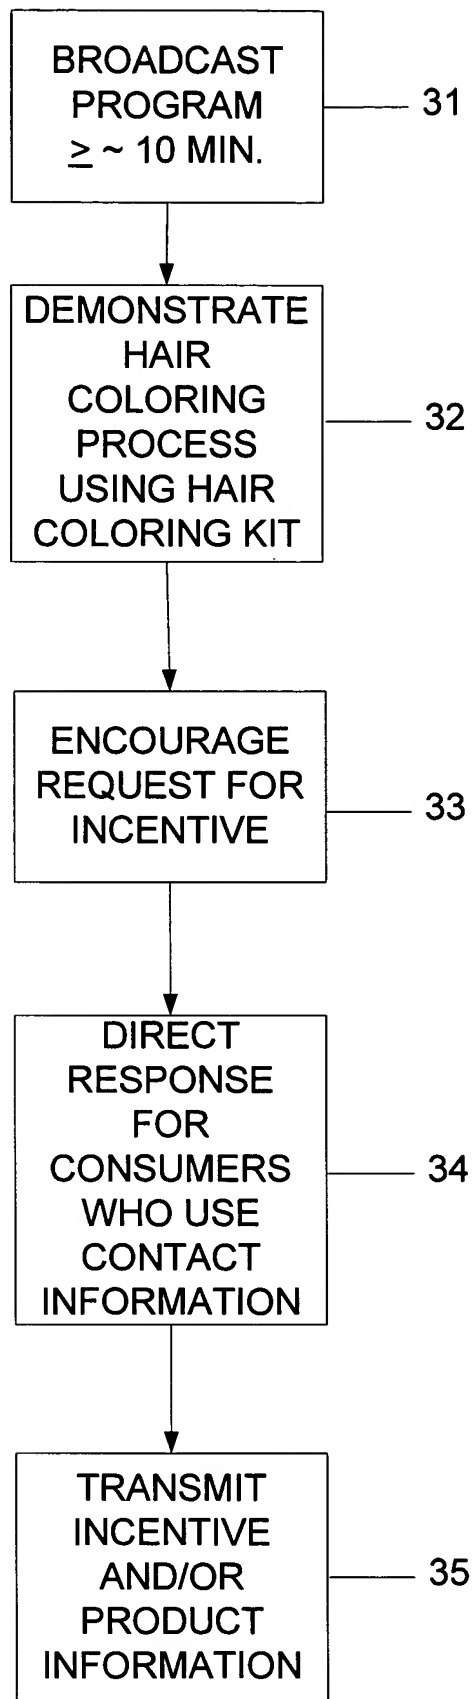 BROADCAST
PROGRAM
≥ ~ 10 MIN.
31
DEMONSTRATE
HAIR
COLORING
PROCESS
USING HAIR
COLORING KIT
32
ENCOURAGE
REQUEST FOR
INCENTIVE
33
DIRECT
RESPONSE
FOR
CONSUMERS
WHO USE
CONTACT
INFORMATION
34
TRANSMIT
INCENTIVE
AND/OR
PRODUCT
INFORMATION
35